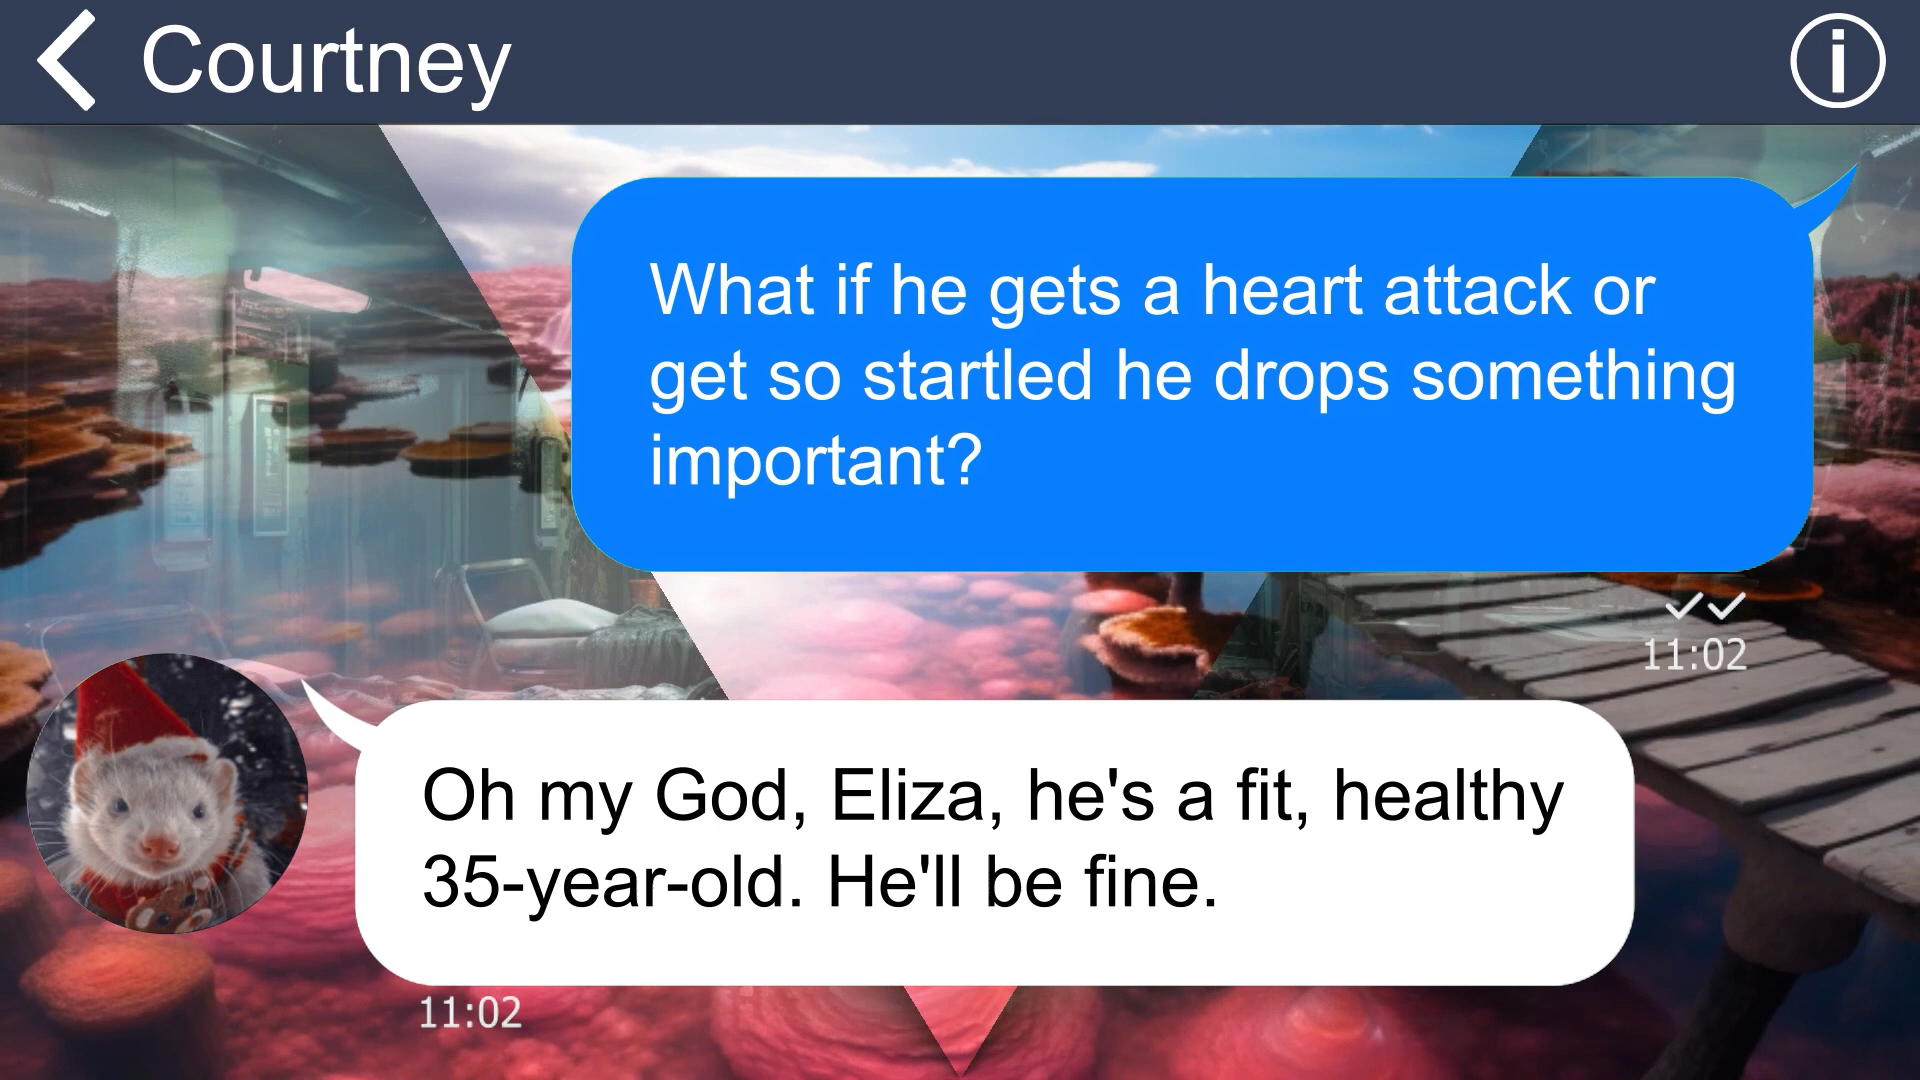 Courtney
What if he gets a heart attack or
get so startled he drops something
important?
11:02
Oh my God, Eliza, he's a fit, healthy
35-year-old. He'll be fine.
11:02